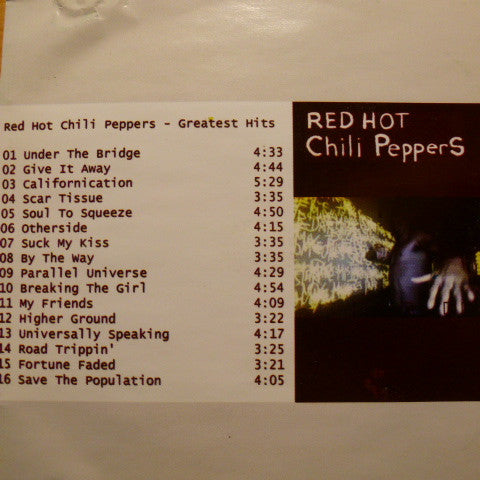 Red Hot Chili Peppers - Greatest Hits
01 Under The Bridge 4:33
02 Give It Away 4:44
03 Californication 5:29
04 Scar Tissue 3:35
05 Soul To Squeeze 4:50
06 Otherside 4:15
07 Suck My Kiss 3:35
08 By The Way 3:35
09 Parallel Universe 4:29
10 Breaking The Girl 4:54
11 My Friends 4:09
12 Higher Ground 3:22
13 Universally Speaking 4:17
14 Road Trippin' 3:25
15 Fortune Faded 3:21
16 Save The Population 4:05
RED HOT
Chili PepperS